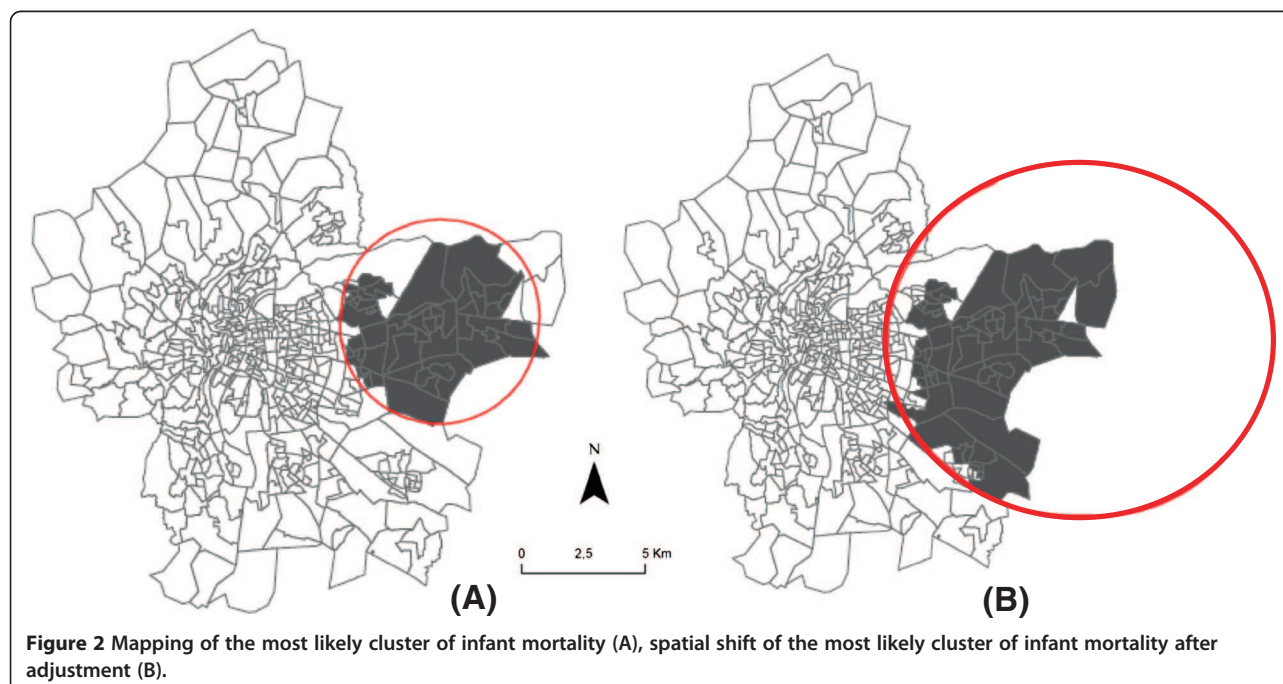 N
0 2,5 5 Km
(A)
(B)
Figure 2 Mapping of the most likely cluster of infant mortality (A), spatial shift of the most likely cluster of infant mortality after
adjustment (B).